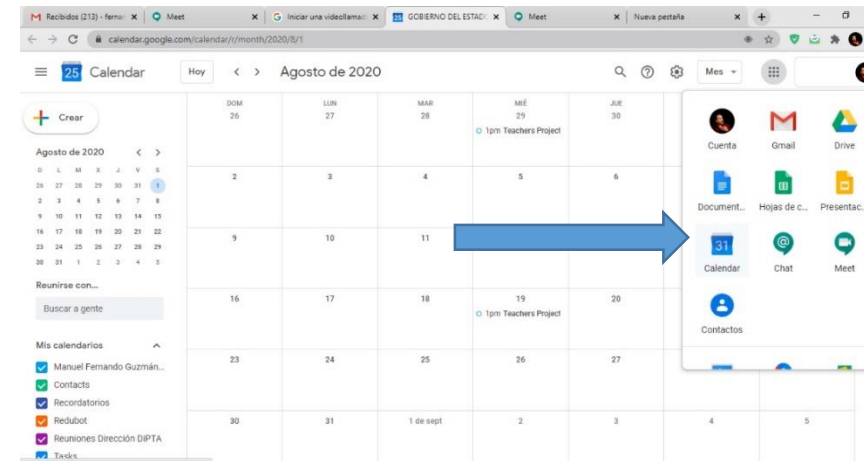 Recibidos (213) - fernan
Meet
Iniciar una videollamad
GOBIERNO DEL ESTADO
Meet
Nueva pestaña
calendar.google.com/calendar/r/month/2020/8/1
25 Calendar
Hoy < > Agosto de 2020
Mes
Crear
Agosto de 2020 < >
D L M X J V S
26 27 28 29 30 31 1
2 3 4 5 6 7 8
9 10 11 12 13 14 15
16 17 18 19 20 21 22
23 24 25 26 27 28 29
30 31 1 2 3 4 5
Reunirse con...
Buscar a gente
Mis calendarios
Manuel Fernando Guzmán...
Contacts
Recordatorios
Redubot
Reuniones Dirección DIPTA
Tasks
DOM LUN MAR MIÉ JUE
26 27 28 29 30
1pm Teachers Project
2 3 4 5 6
9 10 11
16 17 18 19 20
1pm Teachers Project
23 24 25 26 27
30 31 1 de sept 2 3 4 5
Cuenta Gmail Drive
Document... Hojas de c... Presentac...
31
Calendar Chat Meet
Contactos